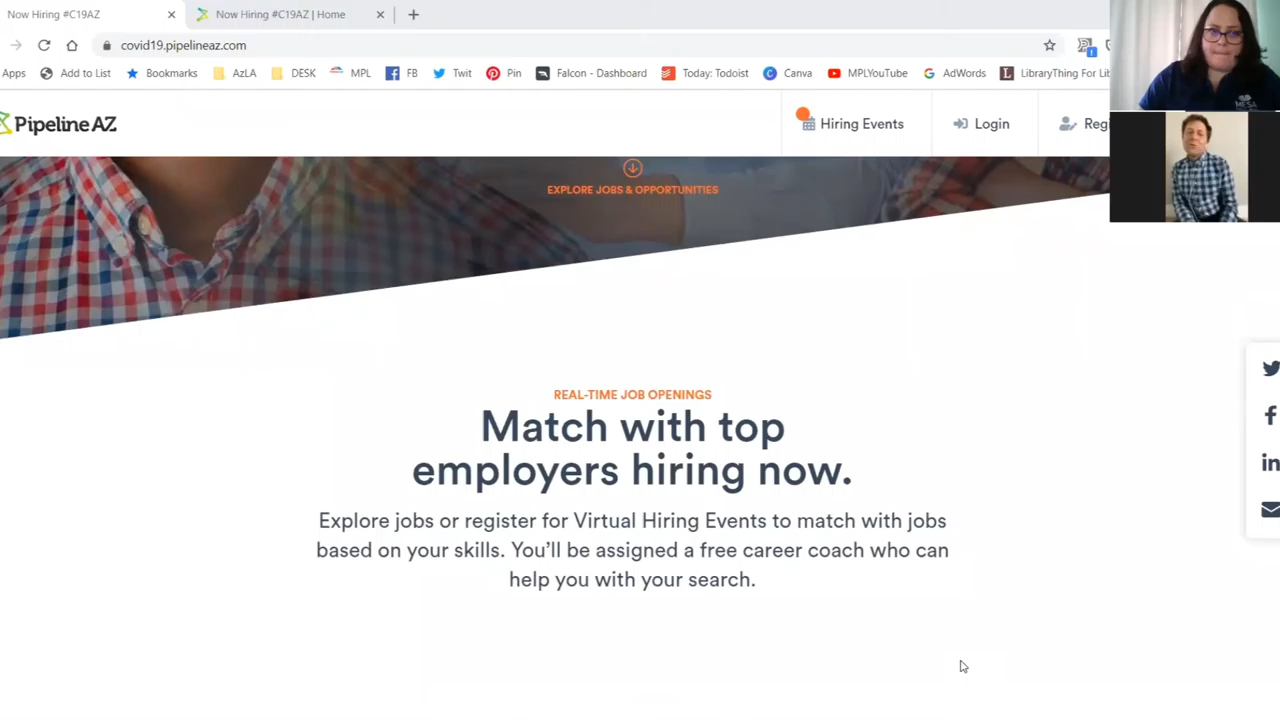 Now Hiring #C19AZ
Now Hiring #C19AZ | Home
covid19.pipelineaz.com
Apps Add to List Bookmarks AzLA DESK MPL FB Twit Pin Falcon - Dashboard Today: Todoist Canva MPLYouTube AdWords LibraryThing For Lib
PipelineAZ
Hiring Events
Login
Regi
EXPLORE JOBS & OPPORTUNITIES
REAL-TIME JOB OPENINGS
Match with top
employers hiring now.
Explore jobs or register for Virtual Hiring Events to match with jobs
based on your skills. You'll be assigned a free career coach who can
help you with your search.